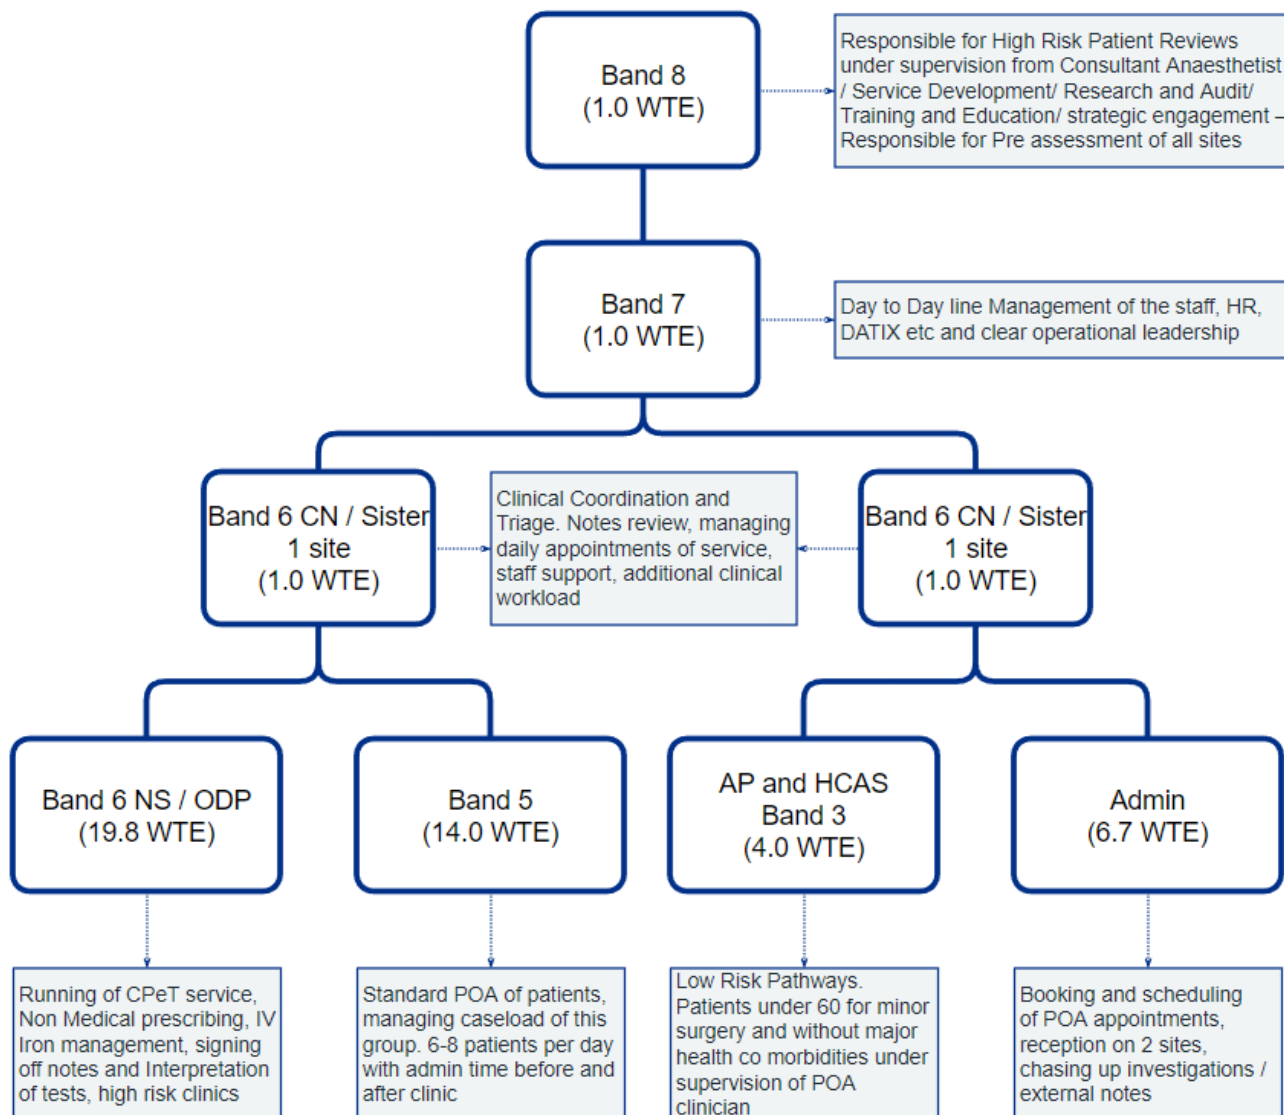 Band 8
(1.0 WTE)
Responsible for High Risk Patient Reviews
under supervision from Consultant Anaesthetist
/ Service Development/ Research and Audit/
Training and Education/ strategic engagement –
Responsible for Pre assessment of all sites
Band 7
(1.0 WTE)
Day to Day line Management of the staff, HR,
DATIX etc and clear operational leadership
Band 6 CN / Sister
1 site
(1.0 WTE)
Clinical Coordination and
Triage. Notes review, managing
daily appointments of service,
staff support, additional clinical
workload
Band 6 CN / Sister
1 site
(1.0 WTE)
Band 6 NS / ODP
(19.8 WTE)
Band 5
(14.0 WTE)
AP and HCAS
Band 3
(4.0 WTE)
Admin
(6.7 WTE)
Running of CPeT service,
Non Medical prescribing, IV
Iron management, signing
off notes and Interpretation
of tests, high risk clinics
Standard POA of patients,
managing caseload of this
group. 6-8 patients per day
with admin time before and
after clinic
Low Risk Pathways.
Patients under 60 for minor
surgery and without major
health co morbidities under
supervision of POA
clinician
Booking and scheduling
of POA appointments,
reception on 2 sites,
chasing up investigations /
external notes